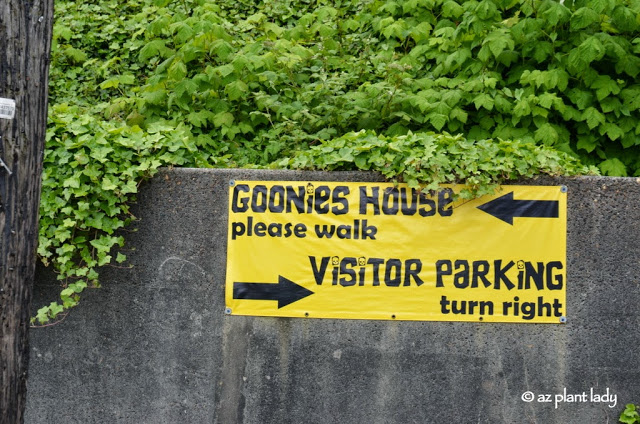 GOONIES HOUSE
please walk
VISITOR PARKING
turn right
© az plant lady